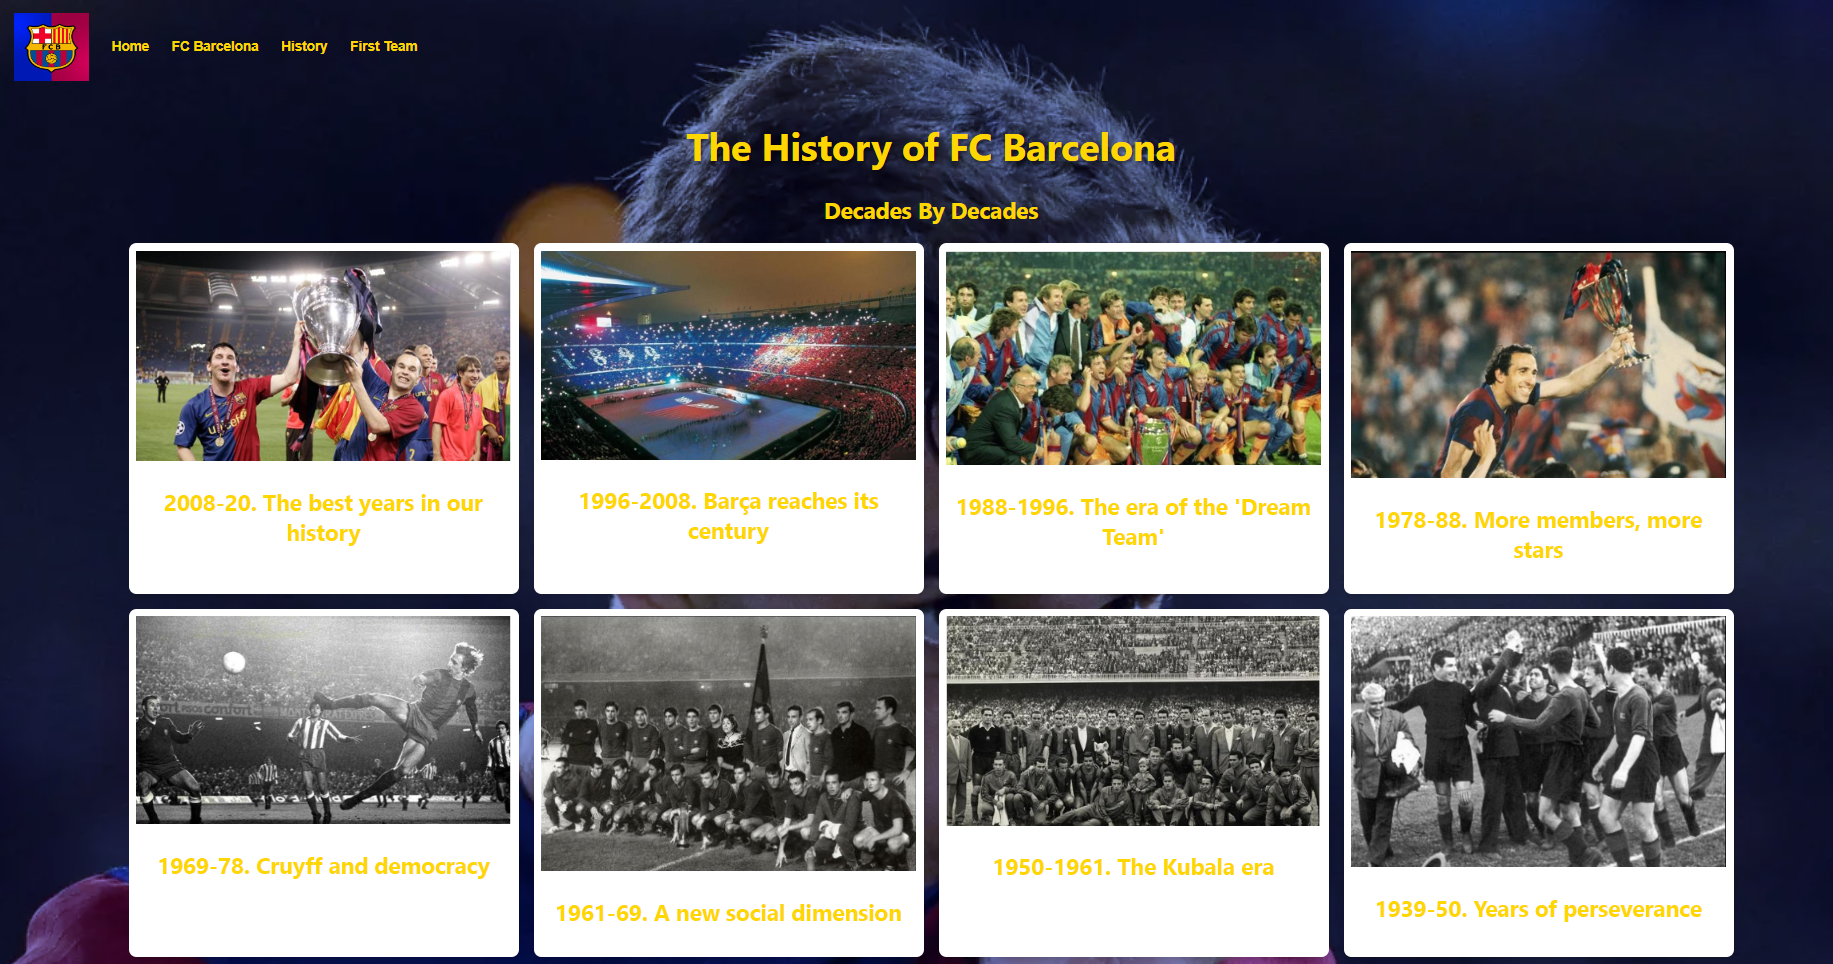 FCB
Home
FC Barcelona
History
First Team
The History of FC Barcelona
Decades By Decades
unicef
2008-20. The best years in our
history
1996-2008. Barça reaches its
century
1988-1996. The era of the 'Dream
Team'
1978-88. More members, more
stars
1969-78. Cruyff and democracy
1961-69. A new social dimension
1950-1961. The Kubala era
1939-50. Years of perseverance